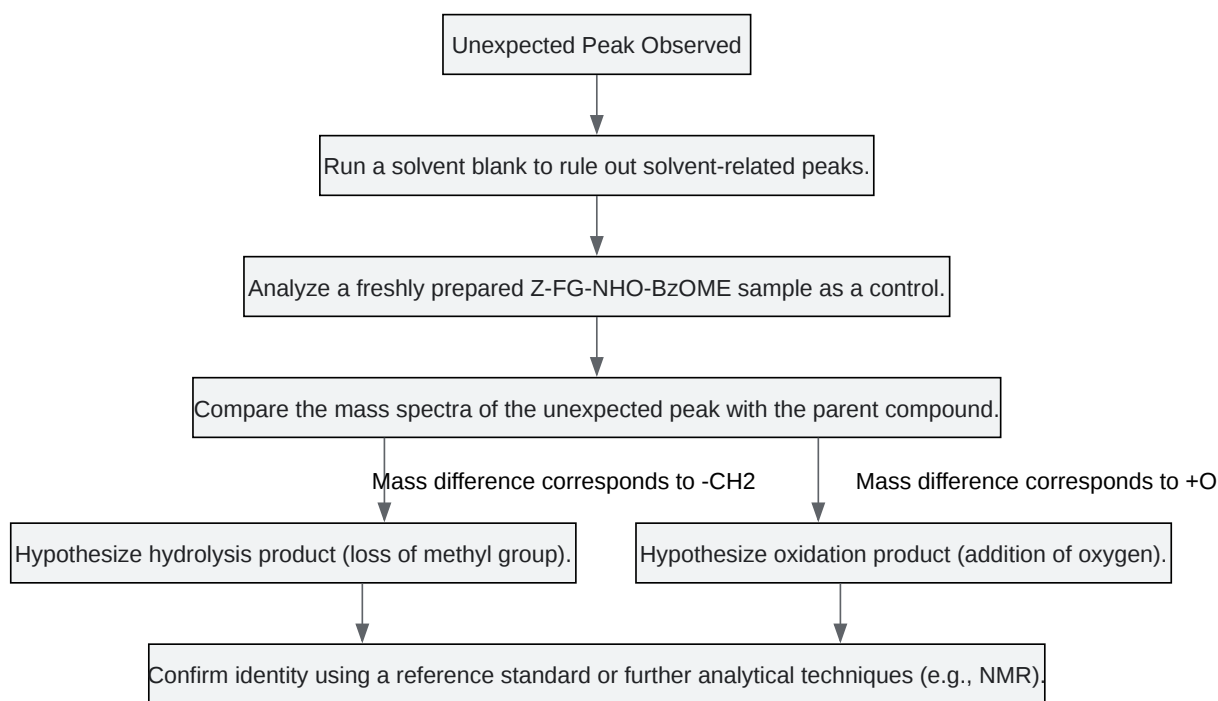 Unexpected Peak Observed
Run a solvent blank to rule out solvent-related peaks.
Analyze a freshly prepared Z-FG-NHO-BzOME sample as a control.
Compare the mass spectra of the unexpected peak with the parent compound.
Mass difference corresponds to -CH2
Mass difference corresponds to +O
Hypothesize hydrolysis product (loss of methyl group).
Hypothesize oxidation product (addition of oxygen).
Confirm identity using a reference standard or further analytical techniques (e.g., NMR).